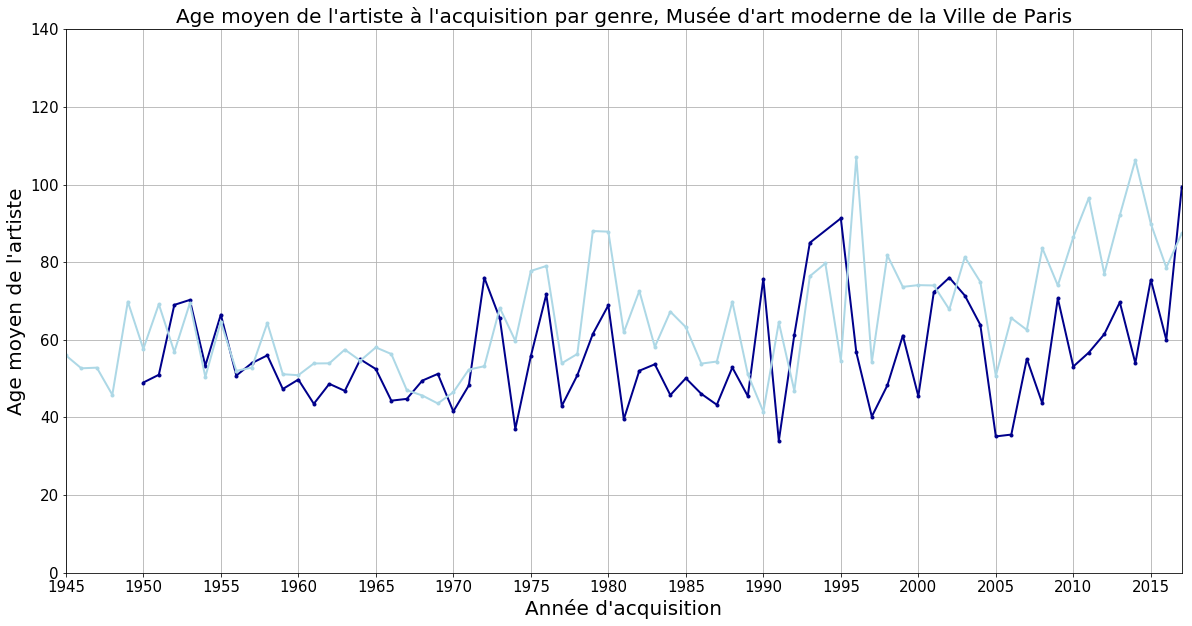 Age moyen de l'artiste à l'acquisition par genre, Musée d'art moderne de la Ville de Paris
140
120
100
80
60
40
20
0
Age moyen de l'artiste
1945 1950 1955 1960 1965 1970 1975 1980 1985 1990 1995 2000 2005 2010 2015
Année d'acquisition